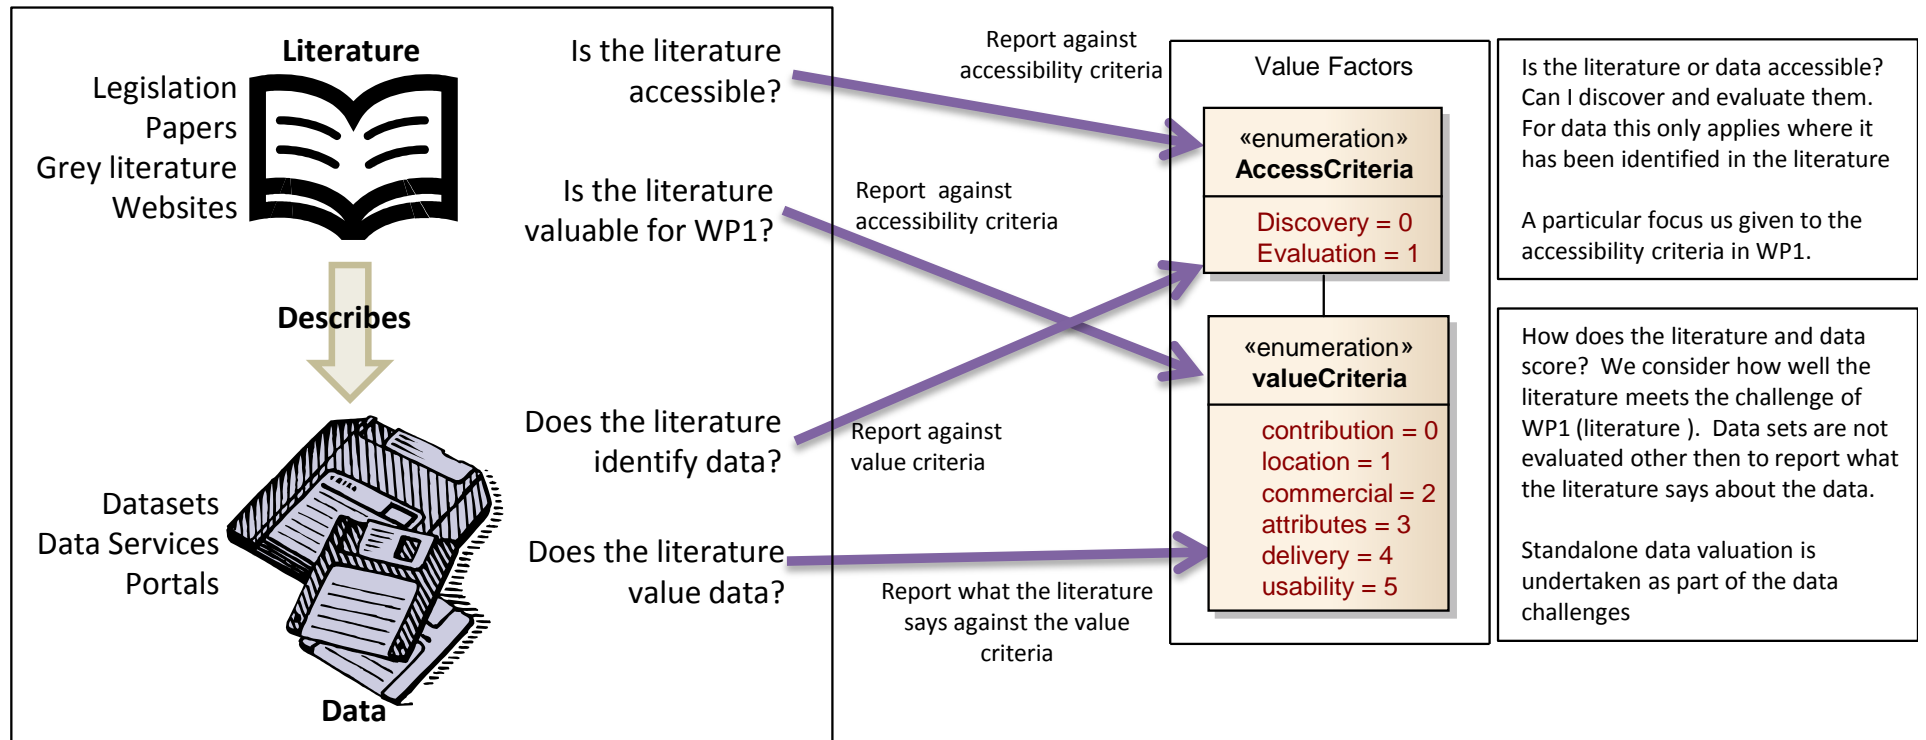 Literature
Legislation
Papers
Grey literature
Websites
Describes
Datasets
Data Services
Portals
Data
Is the literature
accessible?
Is the literature
valuable for WP1?
Does the literature
identify data?
Does the literature
value data?
Report against
accessibility criteria
Report  against
accessibility criteria
Report against
value criteria
Report what the literature
says against the value
criteria
Value Factors
«enumeration»
AccessCriteria
Discovery = 0
Evaluation = 1
«enumeration»
valueCriteria
contribution = 0
location = 1
commercial = 2
attributes = 3
delivery = 4
usability = 5
Is the literature or data accessible?
Can I discover and evaluate them.
For data this only applies where it
has been identified in the literature
A particular focus us given to the
accessibility criteria in WP1.
How does the literature and data
score?  We consider how well the
literature meets the challenge of
WP1 (literature ).  Data sets are not
evaluated other then to report what
the literature says about the data.
Standalone data valuation is
undertaken as part of the data
challenges